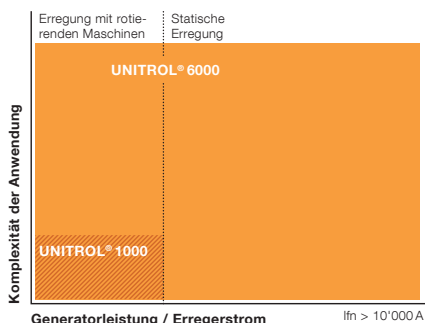 Erregung mit rotie-
renden Maschinen
Statische
Erregung
UNITROL® 6000
Komplexität der Anwendung
UNITROL® 1000
Generatorleistung / Erregerstrom
Ifn > 10'000 A